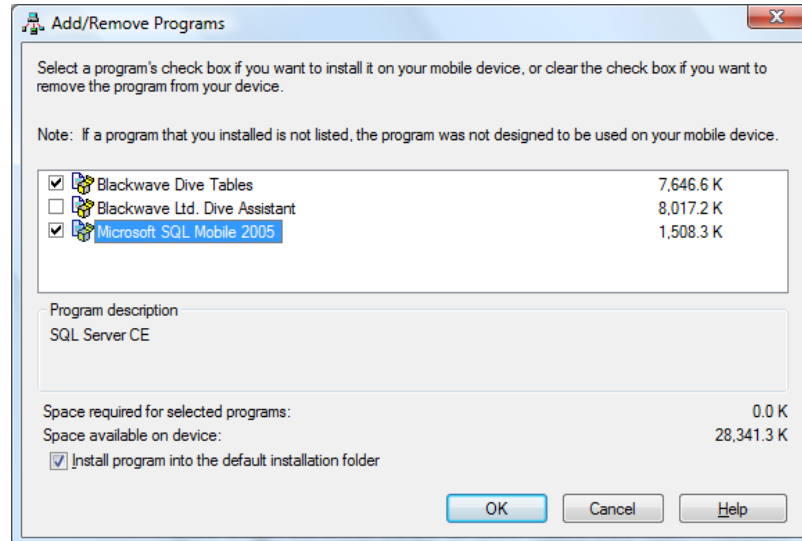 Add/Remove Programs
Select a program's check box if you want to install it on your mobile device, or clear the check box if you want to
remove the program from your device.
Note: If a program that you installed is not listed, the program was not designed to be used on your mobile device.
Blackwave Dive Tables 7,646.6 K
Blackwave Ltd. Dive Assistant 8,017.2 K
Microsoft SQL Mobile 2005 1,508.3 K
Program description
SQL Server CE
Space required for selected programs: 0.0 K
Space available on device: 28,341.3 K
Install program into the default installation folder
OK Cancel Help